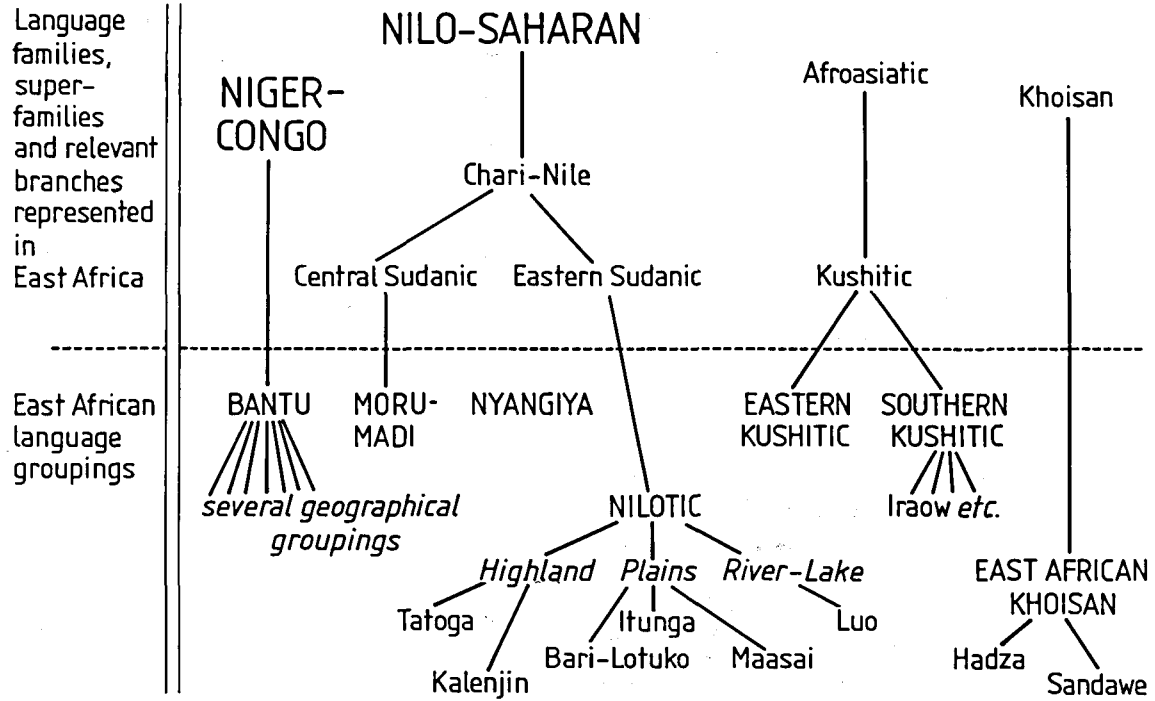 Language
families,
super-
families
and relevant
branches
represented
in
East Africa
NILO-SAHARAN
NIGER-
CONGO
Afroasiatic
Khoisan
Chari-Nile
Central Sudanic
Eastern Sudanic
Kushitic
East African
language
groupings
BANTU
MORU-
MADI
NYANGIYA
EASTERN
KUSHITIC
SOUTHERN
KUSHITIC
several geographical
groupings
NILOTIC
Iraow etc.
Highland
Plains
River-Lake
EAST AFRICAN
KHOISAN
Tatoga
Itunga
Luo
Kalenjin
Bari-Lotuko
Maasai
Hadza
Sandawe